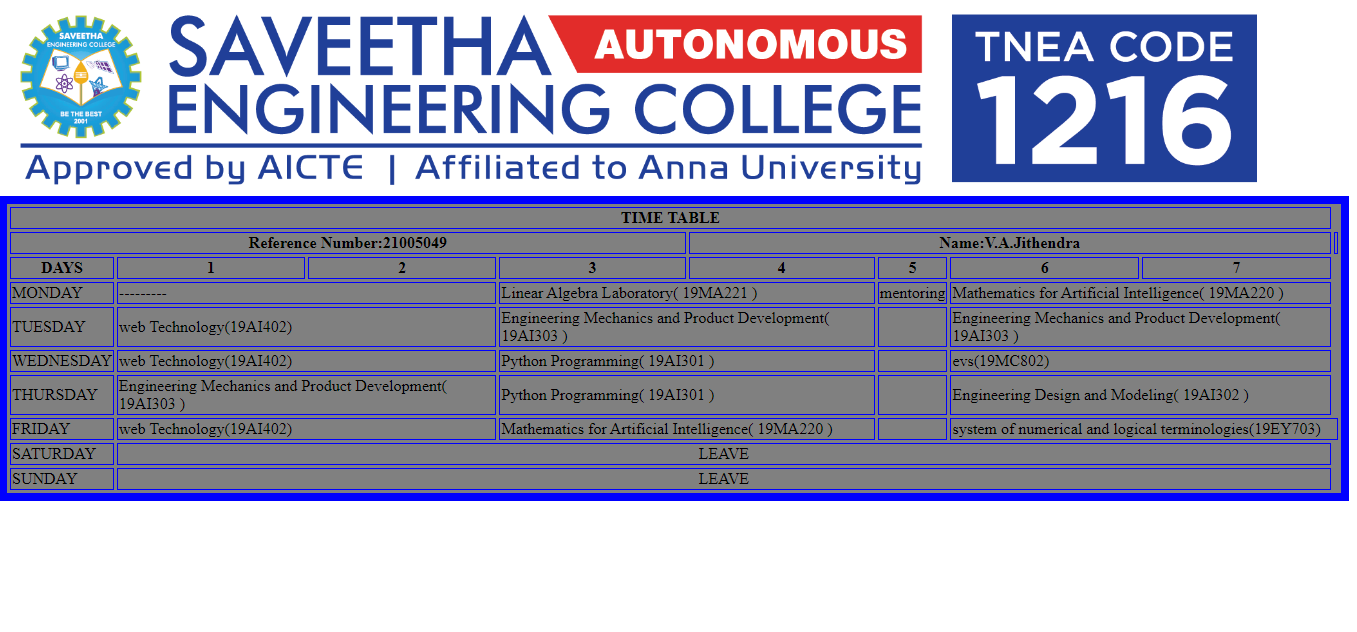 SAVEETHA
ENGINEERING COLLEGE
BE THE BEST
2001
SAVEETHA AUTONOMOUS
ENGINEERING COLLEGE
Approved by AICTE | Affiliated to Anna University
TNEA CODE
1216
TIME TABLE
Reference Number:21005049 Name:V.A.Jithendra
DAYS 1 2 3 4 5 6 7
MONDAY --------- Linear Algebra Laboratory( 19MA221 ) mentoring Mathematics for Artificial Intelligence( 19MA220 )
TUESDAY web Technology(19AI402) Engineering Mechanics and Product Development( Engineering Mechanics and Product Development(
19AI303 ) 19AI303 )
WEDNESDAY web Technology(19AI402) Python Programming( 19AI301 ) evs(19MC802)
THURSDAY Engineering Mechanics and Product Development( Python Programming( 19AI301 ) Engineering Design and Modeling( 19AI302 )
19AI303 )
FRIDAY web Technology(19AI402) Mathematics for Artificial Intelligence( 19MA220 ) system of numerical and logical terminologies(19EY703)
SATURDAY LEAVE
SUNDAY LEAVE